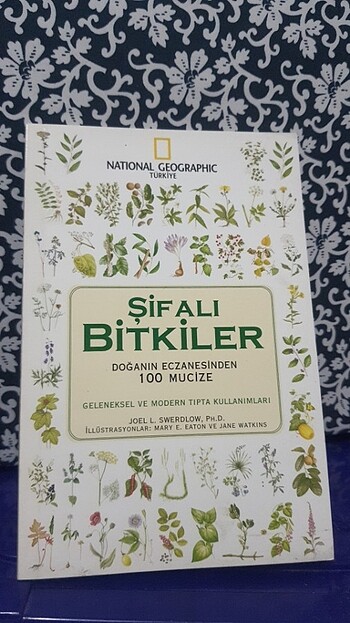 NATIONAL GEOGRAPHIC
TÜRKİYE
ŞİFALI
BİTKİLER
DOĞANIN ECZANESİNDEN
100 MUCİZE
GELENEKSEL VE MODERN TIPTA KULLANIMLARI
JOEL L. SWERDLOW, PH.D.
İLLÜSTRASYONLAR: MARY E. EATON VE JANE WATKINS